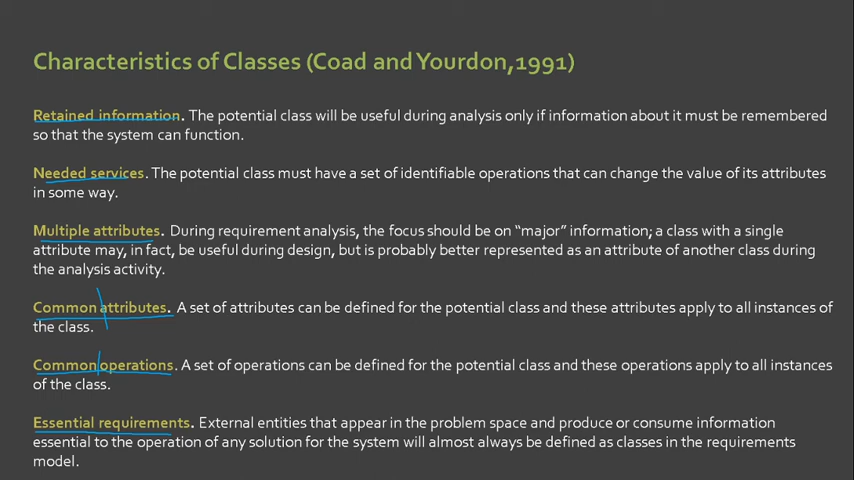 Characteristics of Classes (Coad and Yourdon,1991)
Retained information. The potential class will be useful during analysis only if information about it must be remembered
so that the system can function.
Needed services. The potential class must have a set of identifiable operations that can change the value of its attributes
in some way.
Multiple attributes. During requirement analysis, the focus should be on “major” information; a class with a single
attribute may, in fact, be useful during design, but is probably better represented as an attribute of another class during
the analysis activity.
Common attributes. A set of attributes can be defined for the potential class and these attributes apply to all instances of
the class.
Common operations. A set of operations can be defined for the potential class and these operations apply to all instances
of the class.
Essential requirements. External entities that appear in the problem space and produce or consume information
essential to the operation of any solution for the system will almost always be defined as classes in the requirements
model.